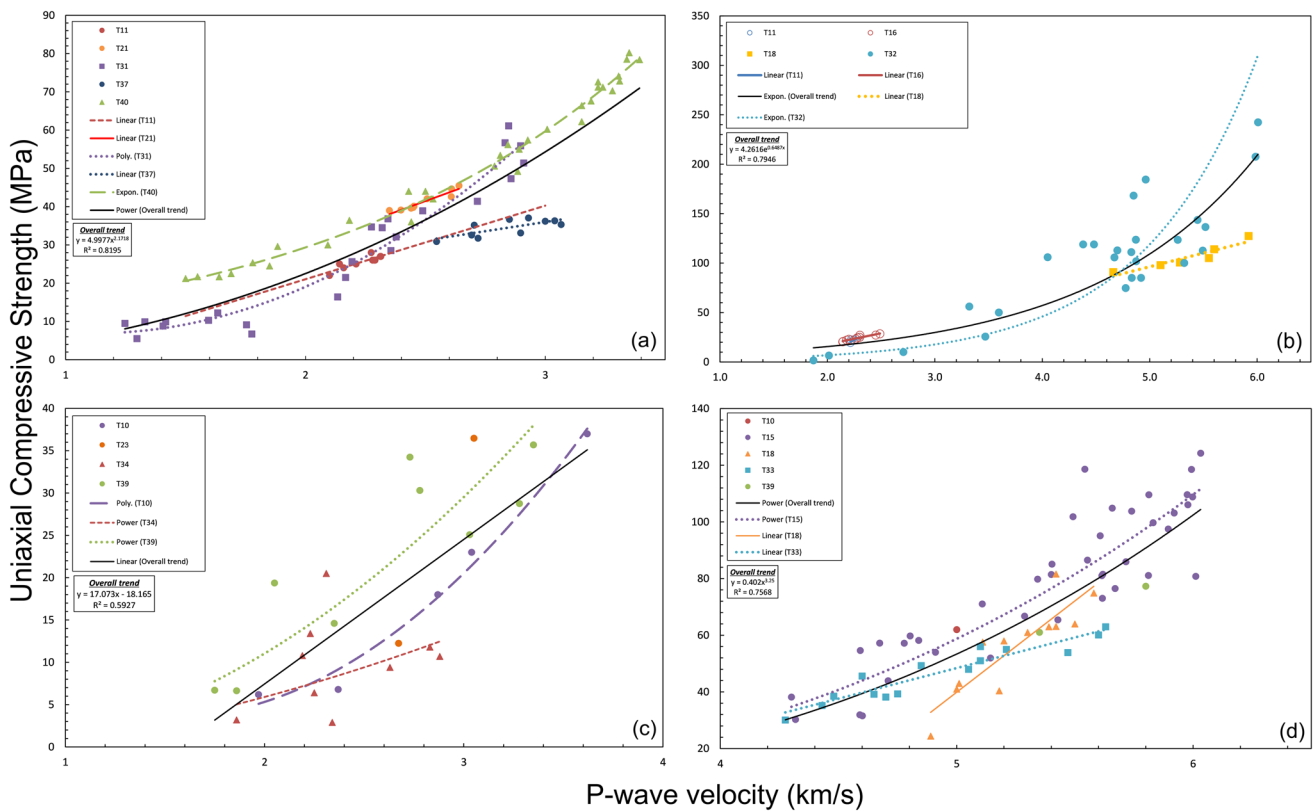 Uniaxial Compressive Strength (MPa)
90
80
70
60
50
40
30
20
10
0
1
2
3
T11
T21
T31
T37
T40
Linear (T11)
Linear (T21)
Poly. (T31)
Linear (T37)
Expon. (T40)
Power (Overall trend)
Overall trend
y = 4.9977x^2.1718
R² = 0.8195
(a)
350
300
250
200
150
100
50
0
1.0
2.0
3.0
4.0
5.0
6.0
T11
T16
T18
T32
Linear (T11)
Linear (T16)
Expon. (Overall trend)
Linear (T18)
Expon. (T32)
Overall trend
y = 4.2616e^0.6487x
R² = 0.7946
(b)
40
35
30
25
20
15
10
5
0
1
2
3
4
T10
T23
T34
T39
Poly. (T10)
Power (T34)
Power (T39)
Linear (Overall trend)
Overall trend
y = 17.073x - 18.165
R² = 0.5927
(c)
140
120
100
80
60
40
20
4
5
6
T10
T15
T18
T33
T39
Power (Overall trend)
Power (T15)
Linear (T18)
Linear (T33)
Overall trend
y = 0.402x^3.25
R² = 0.7568
(d)
P-wave velocity (km/s)